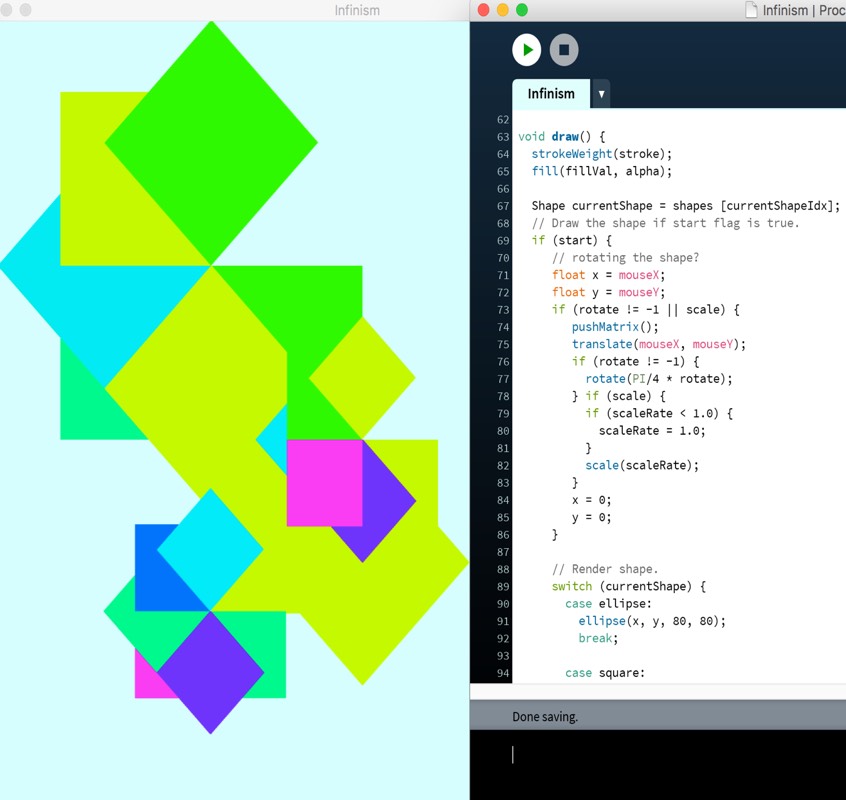 Infinism
Infinism | Proc
Infinism
62
63 void draw() {
64 strokeWeight(stroke);
65 fill(fillVal, alpha);
66
67 Shape currentShape = shapes [currentShapeIdx];
68 // Draw the shape if start flag is true.
69 if (start) {
70 // rotating the shape?
71 float x = mouseX;
72 float y = mouseY;
73 if (rotate != -1 || scale) {
74 pushMatrix();
75 translate(mouseX, mouseY);
76 if (rotate != -1) {
77 rotate(PI/4 * rotate);
78 } if (scale) {
79 if (scaleRate < 1.0) {
80 scaleRate = 1.0;
81 }
82 scale(scaleRate);
83 }
84 x = 0;
85 y = 0;
86 }
87
88 // Render shape.
89 switch (currentShape) {
90 case ellipse:
91 ellipse(x, y, 80, 80);
92 break;
93
94 case square:
Done saving.